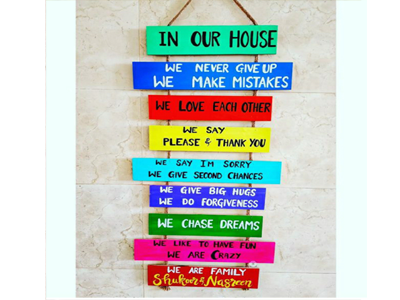 IN OUR HOUSE
WE NEVER GIVE UP
WE MAKE MISTAKES
WE LOVE EACH OTHER
WE SAY
PLEASE & THANK YOU
WE SAY I'M SORRY
WE GIVE SECOND CHANCES
WE GIVE BIG HUGS
WE DO FORGIVENESS
WE CHASE DREAMS
WE LIKE TO HAVE FUN
WE ARE CRAZY
WE ARE FAMILY
Shukoor & Nasreen